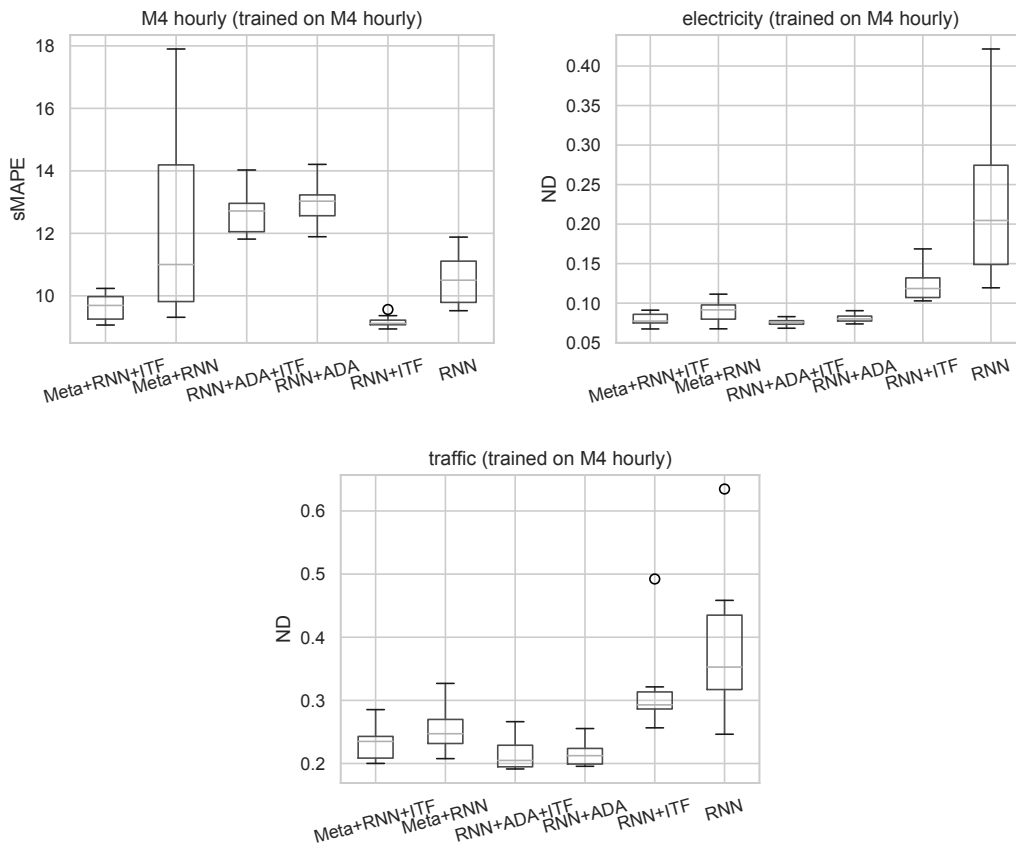 M4 hourly (trained on M4 hourly)
sMAPE
18
16
14
12
10
Meta+RNN+ITF
Meta+RNN
RNN+ADA+ITF
RNN+ADA
RNN+ITF
RNN
electricity (trained on M4 hourly)
ND
0.40
0.35
0.30
0.25
0.20
0.15
0.10
0.05
Meta+RNN+ITF
Meta+RNN
RNN+ADA+ITF
RNN+ADA
RNN+ITF
RNN
traffic (trained on M4 hourly)
ND
0.6
0.5
0.4
0.3
0.2
Meta+RNN+ITF
Meta+RNN
RNN+ADA+ITF
RNN+ADA
RNN+ITF
RNN